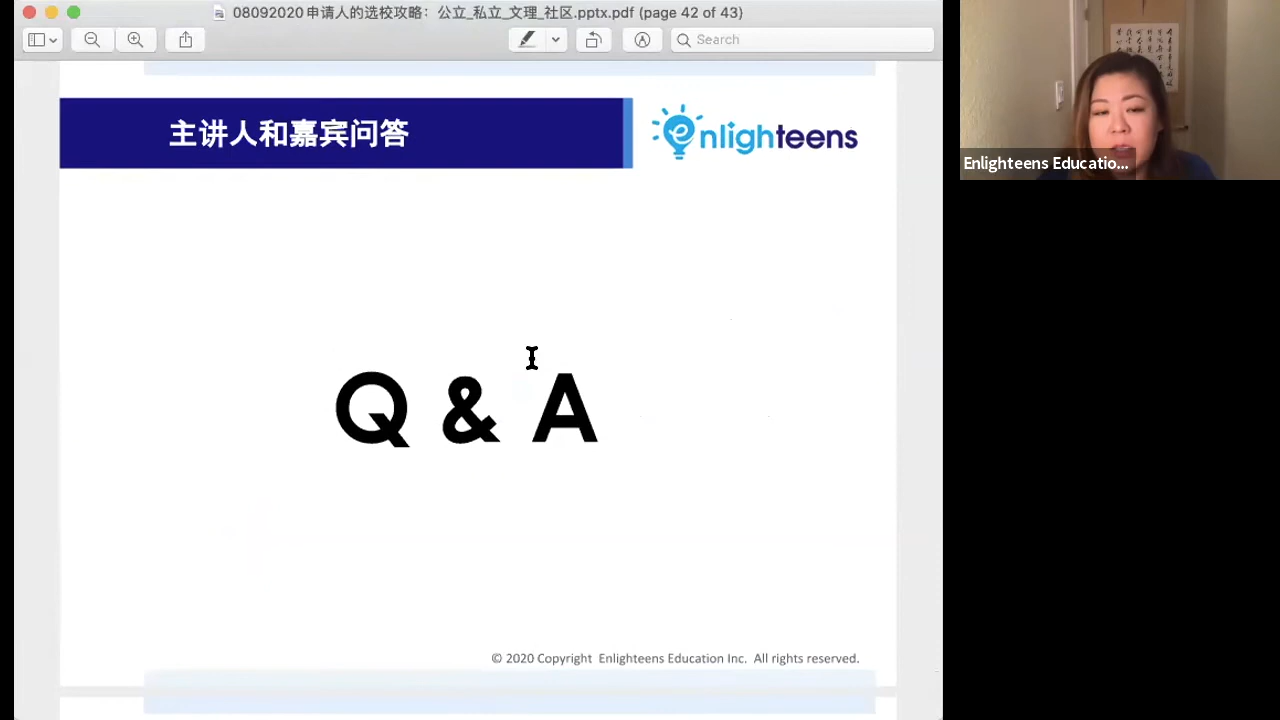 08092020 申请人的选校攻略：公立_私立_文理_社区.pptx.pdf (page 42 of 43)
Search
主讲人和嘉宾问答
enlighteens
Enlighteens Educatio...
Q & A
© 2020 Copyright Enlighteens Education Inc. All rights reserved.